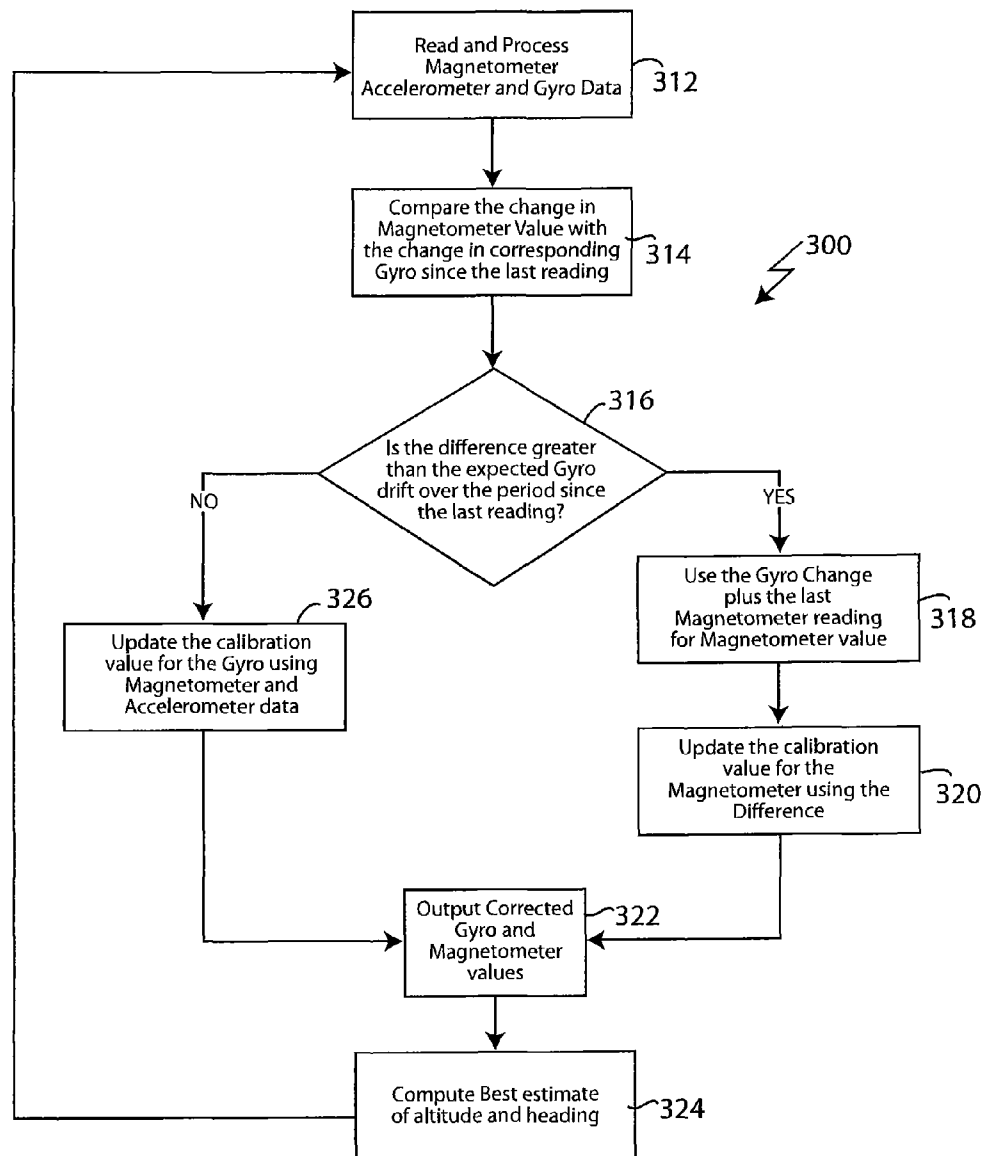 Read and Process
Magnetometer
Accelerometer and Gyro Data
312
Compare the change in
Magnetometer Value with
the change in corresponding
Gyro since the last reading
314
300
316
Is the difference greater
than the expected Gyro
drift over the period since
the last reading?
NO
YES
326
Update the calibration
value for the Gyro using
Magnetometer and
Accelerometer data
Use the Gyro Change
plus the last
Magnetometer reading
for Magnetometer value
318
Update the calibration
value for the
Magnetometer using the
Difference
320
Output Corrected
Gyro and
Magnetometer
values
322
Compute Best estimate
of altitude and heading
324